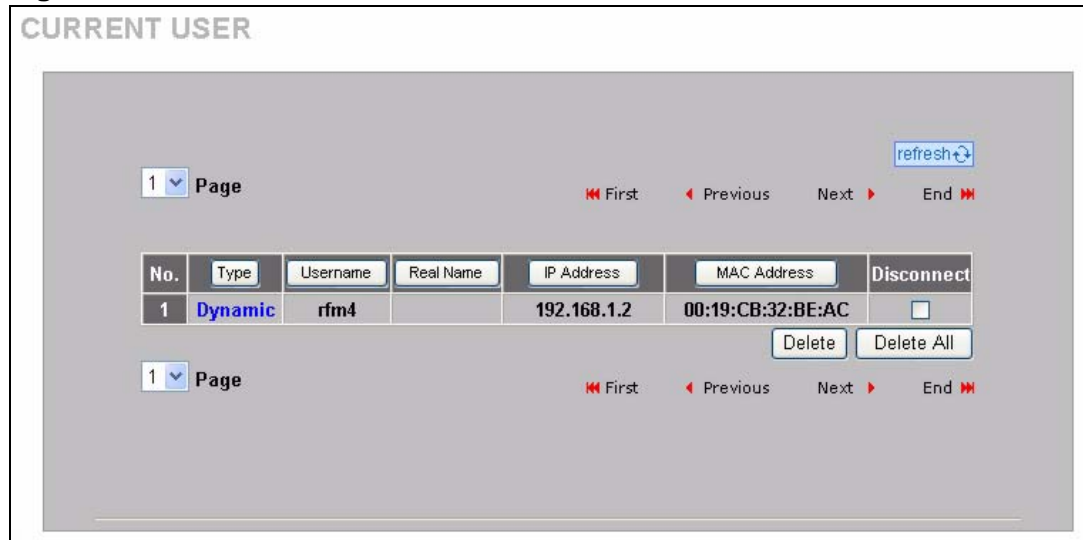 CURRENT USER
refresh
1 Page First Previous Next End
No. Type Username Real Name IP Address MAC Address Disconnect
1 Dynamic rfm4 192.168.1.2 00:19:CB:32:BE:AC
Delete Delete All
1 Page First Previous Next End